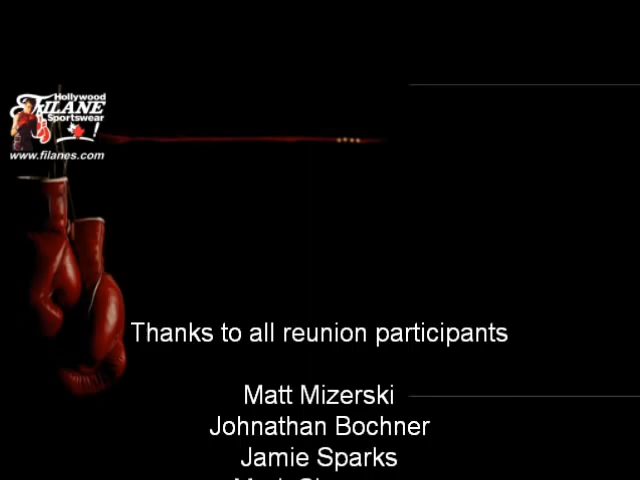 Hollywood
FILANE
Sportswear
www.filanes.com
Thanks to all reunion participants
Matt Mizerski
Johnathan Bochner
Jamie Sparks